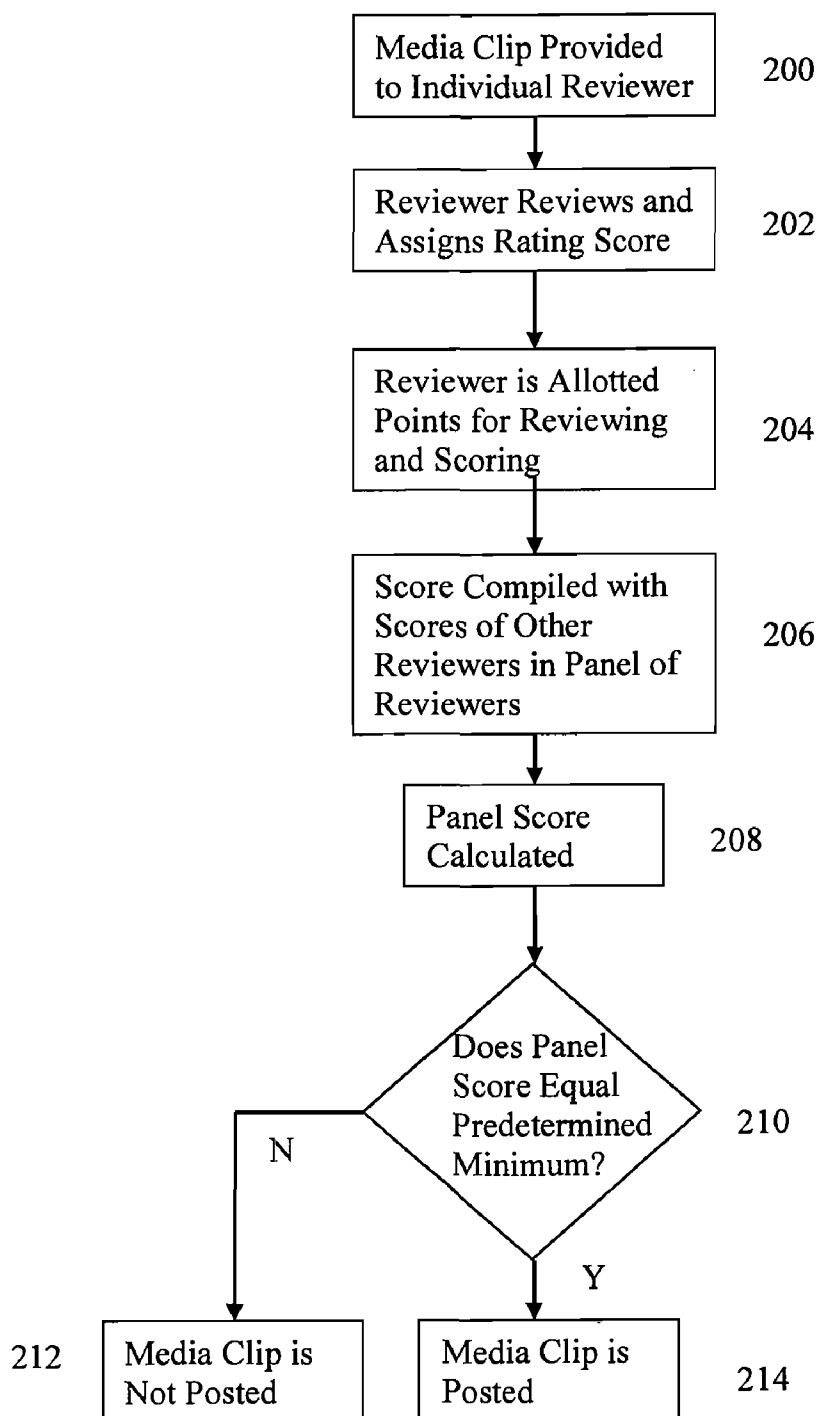 Media Clip Provided
to Individual Reviewer
200
Reviewer Reviews and
Assigns Rating Score
202
Reviewer is Allotted
Points for Reviewing
and Scoring
204
Score Compiled with
Scores of Other
Reviewers in Panel of
Reviewers
206
Panel Score
Calculated
208
Does Panel
Score Equal
Predetermined
Minimum?
210
N
Y
212
Media Clip is
Not Posted
Media Clip is
Posted
214